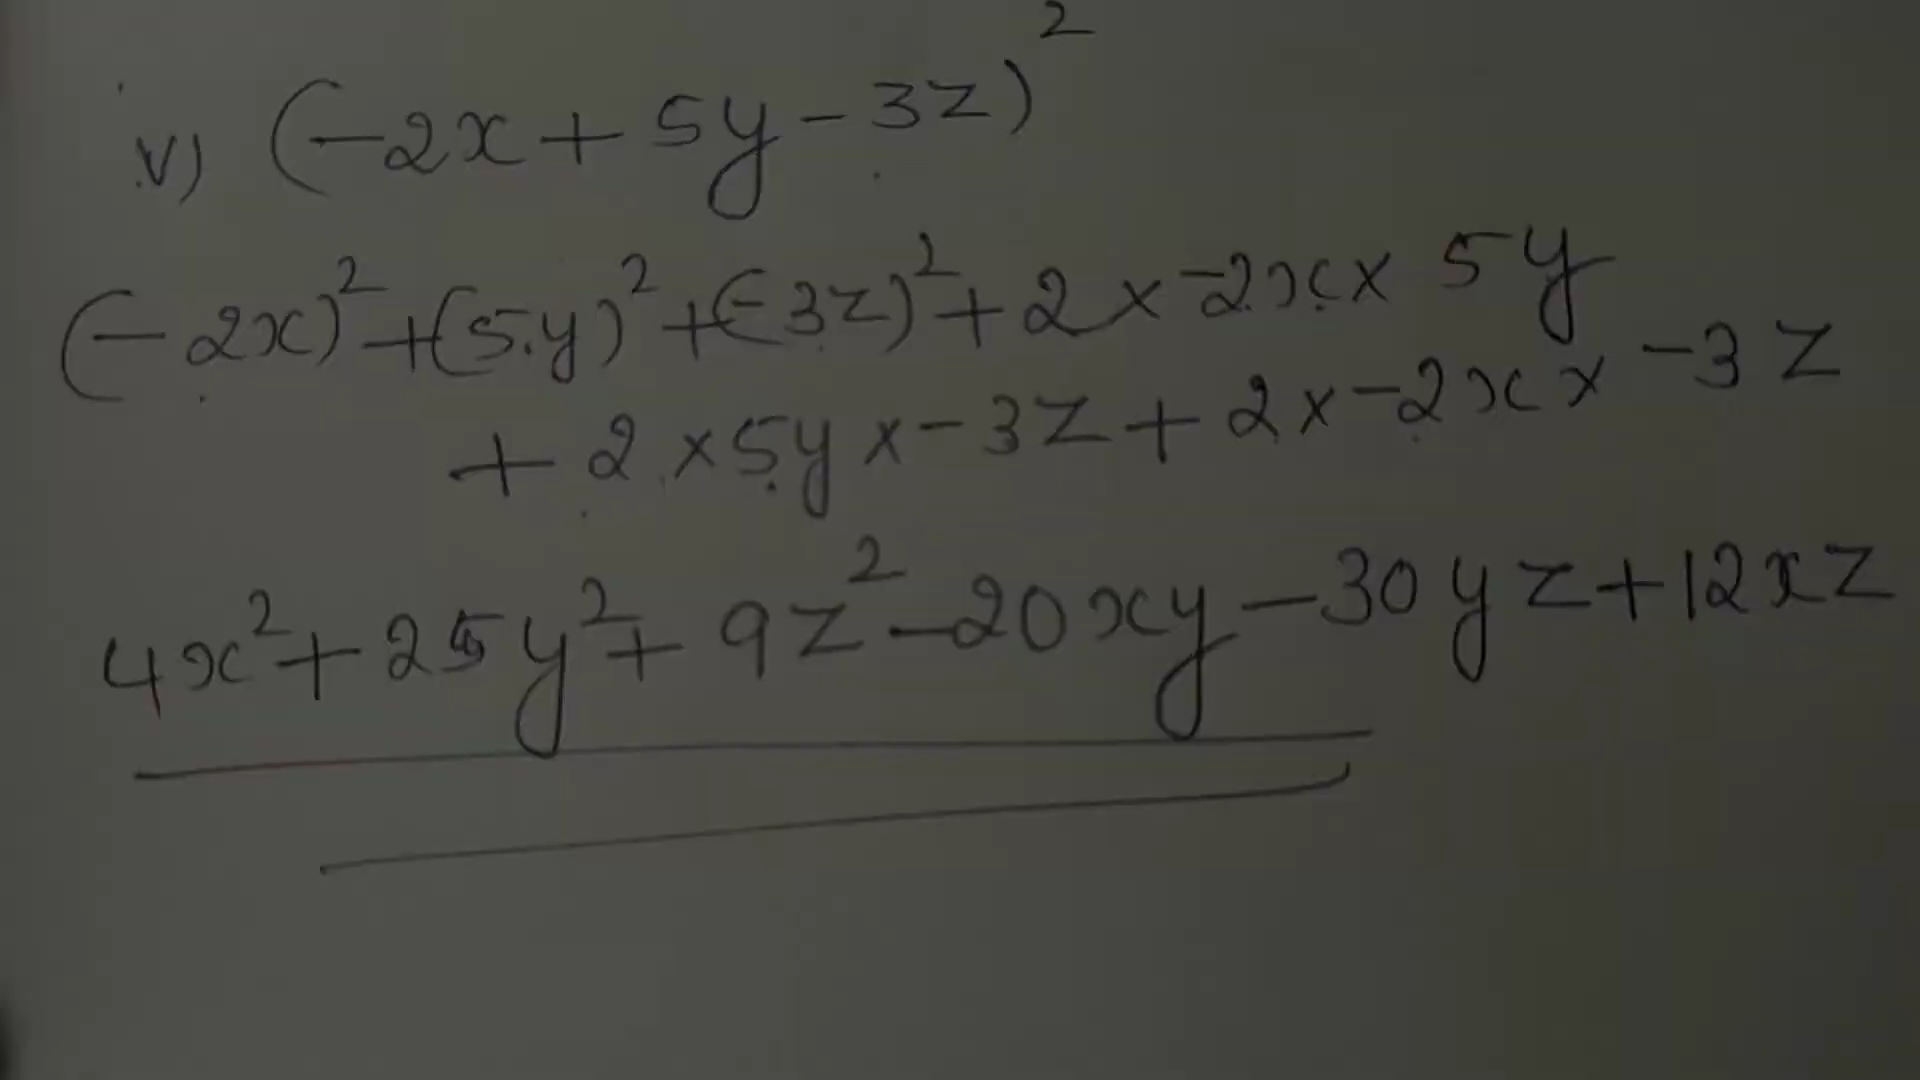 v) (-2x + 5y - 3z)²
(-2x)² + (5y)² + (-3z)² + 2 × -2x × 5y
+ 2 × 5y × -3z + 2 × -2x × -3z
4x² + 25y² + 9z² - 20xy - 30yz + 12xz